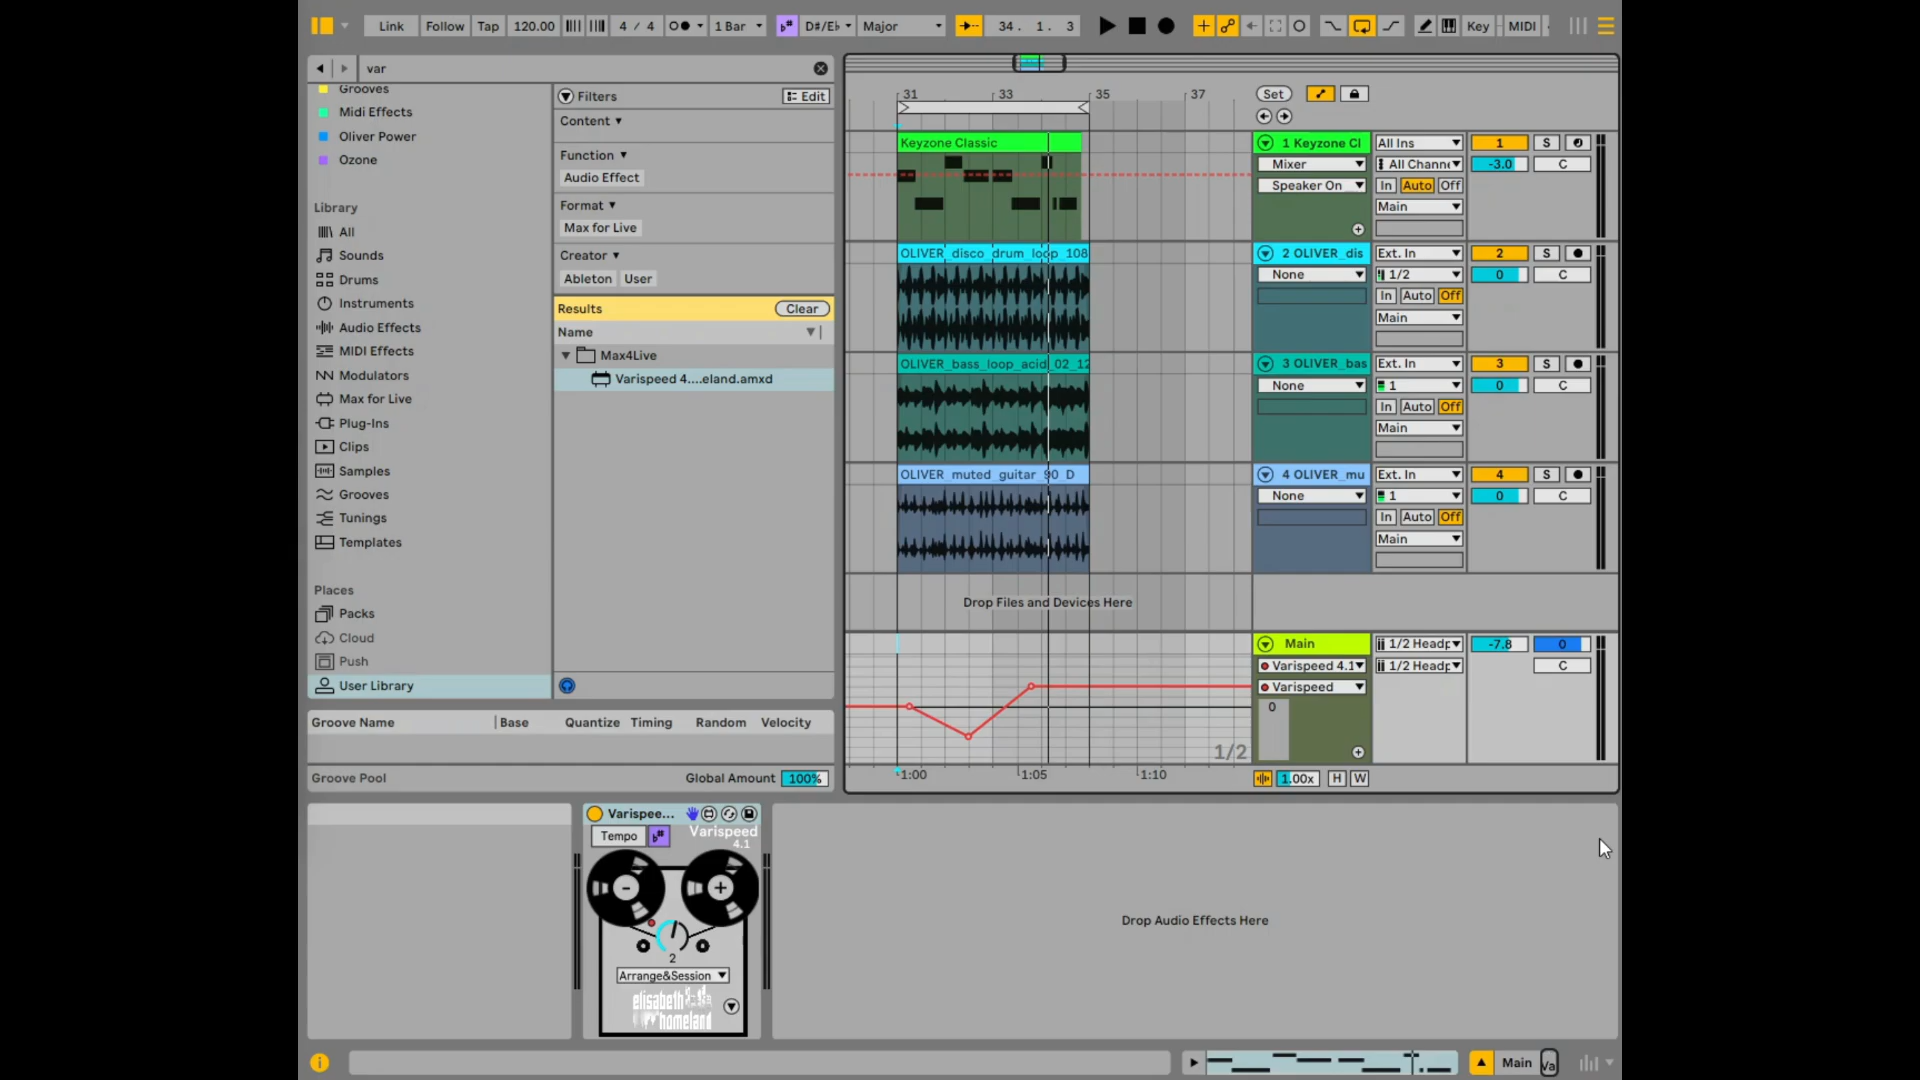 Link Follow Tap 120.00 4 / 4 1 Bar D#/Eb Major 34. 1. 3 Key MIDI
var
Grooves
Midi Effects
Oliver Power
Ozone
Library
All
Sounds
Drums
Instruments
Audio Effects
MIDI Effects
Modulators
Max for Live
Plug-Ins
Clips
Samples
Grooves
Tunings
Templates
Places
Packs
Cloud
Push
User Library
Filters Edit
Content
Function
Audio Effect
Format
Max for Live
Creator
Ableton User
Results Clear
Name
Max4Live
Varispeed 4....eland.amxd
Groove Name Base Quantize Timing Random Velocity
Groove Pool Global Amount 100%
31 33 35 37 Set
Keyzone Classic
1 Keyzone Cl All Ins 1 S
Mixer All Channe -3.0 C
Speaker On In Auto Off
Main
OLIVER_disco_drum_loop_108
2 OLIVER_dis Ext. In 2 S
None 1/2 0 C
In Auto Off
Main
OLIVER_bass_loop_acid_02_12
3 OLIVER_bas Ext. In 3 S
None 1 0 C
In Auto Off
Main
OLIVER_muted_guitar_90_D
4 OLIVER_mu Ext. In 4 S
None 1 0 C
In Auto Off
Main
Drop Files and Devices Here
Main 1/2 Headp -7.8 0
Varispeed 4.1 1/2 Headp C
Varispeed
0
1/2
1:00 1:05 1:10 1.00x H W
Varispee...
Tempo Varispeed
4.1
- +
2
Arrange&Session
elisabeth
homeland
Drop Audio Effects Here
Main Va